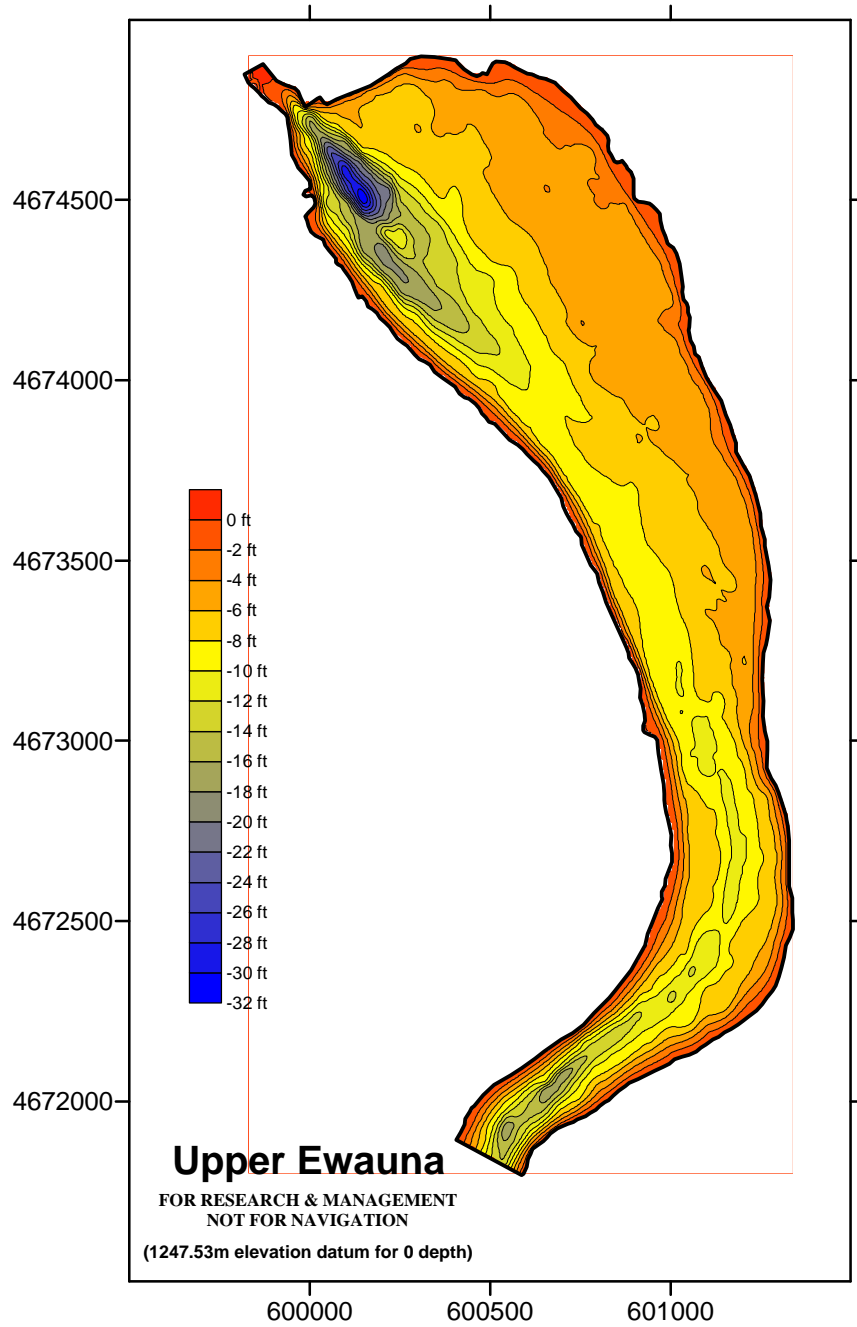 4674500
4674000
4673500
4673000
4672500
4672000
0 ft
-2 ft
-4 ft
-6 ft
-8 ft
-10 ft
-12 ft
-14 ft
-16 ft
-18 ft
-20 ft
-22 ft
-24 ft
-26 ft
-28 ft
-30 ft
-32 ft
Upper Ewauna
FOR RESEARCH & MANAGEMENT
NOT FOR NAVIGATION
(1247.53m elevation datum for 0 depth)
600000
600500
601000